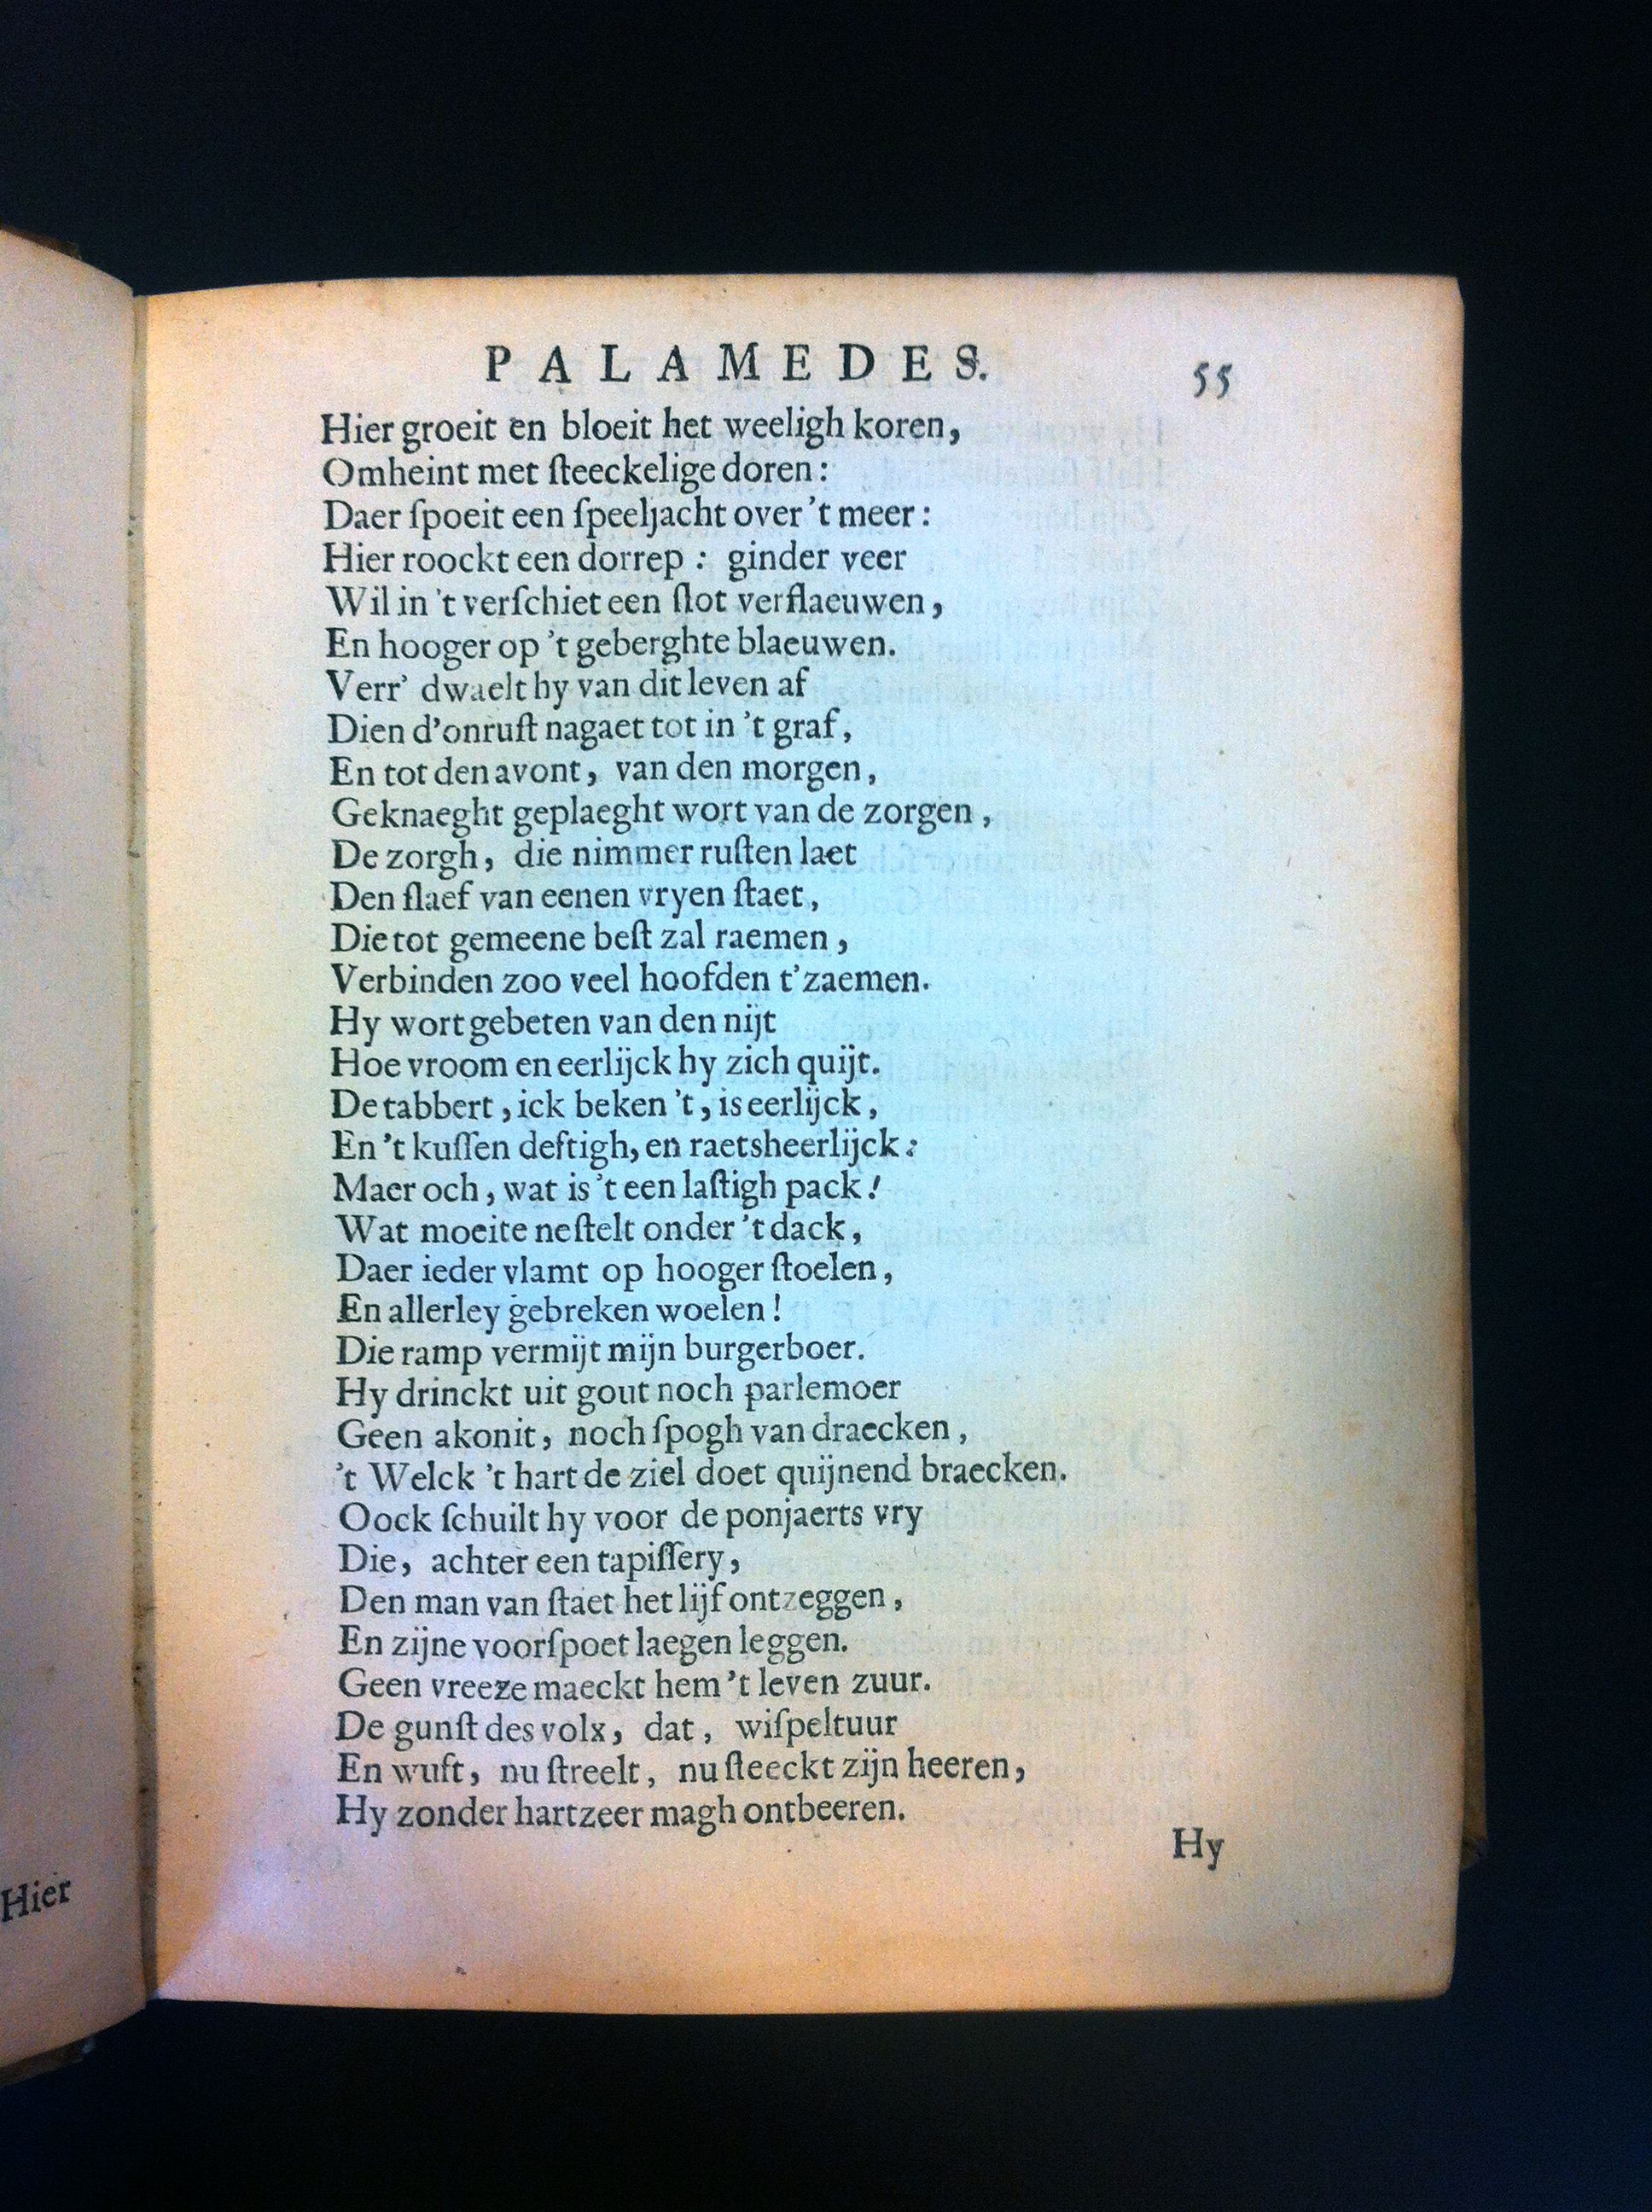 PALAMEDES. 55
Hier groeit en bloeit het weeligh koren,
Omheint met ſteeckelige doren:
Daer ſpoeit een ſpeeljacht over 't meer:
Hier roockt een dorrep : ginder veer
Wil in 't verſchiet een ſlot verflaeuwen,
En hooger op 't geberghte blaeuwen.
Verr' dwaelt hy van dit leven af
Dien d'onruſt nagaet tot in 't graf,
En tot den avont, van den morgen,
Geknaeght geplaeght wort van de zorgen,
De zorgh, die nimmer ruſten laet
Den ſlaef van eenen vryen ſtaet,
Die tot gemeene beſt zal raemen,
Verbinden zoo veel hoofden t'zaemen.
Hy wort gebeten van den nijt
Hoe vroom en eerlijck hy zich quijt.
De tabbert, ick beken 't, is eerlijck,
En 't kuſſen deftigh, en raetsheerlijck:
Maer och, wat is 't een laſtigh pack!
Wat moeite neſtelt onder 't dack,
Daer ieder vlamt op hooger ſtoelen,
En allerley gebreken woelen!
Die ramp vermijt mijn burgerboer.
Hy drinckt uit gout noch parlemoer
Geen akonit, noch ſpogh van draecken,
't Welck 't hart de ziel doet quijnend braecken.
Oock ſchuilt hy voor de ponjaerts vry
Die, achter een tapiſſery,
Den man van ſtaet het lijf ontzeggen,
En zijne voorſpoet laegen leggen.
Geen vreeze maeckt hem 't leven zuur.
De gunſt des volx, dat, wiſpeltuur
En wuft, nu ſtreelt, nu ſteeckt zijn heeren,
Hy zonder hartzeer magh ontbeeren.
Hy
Hier